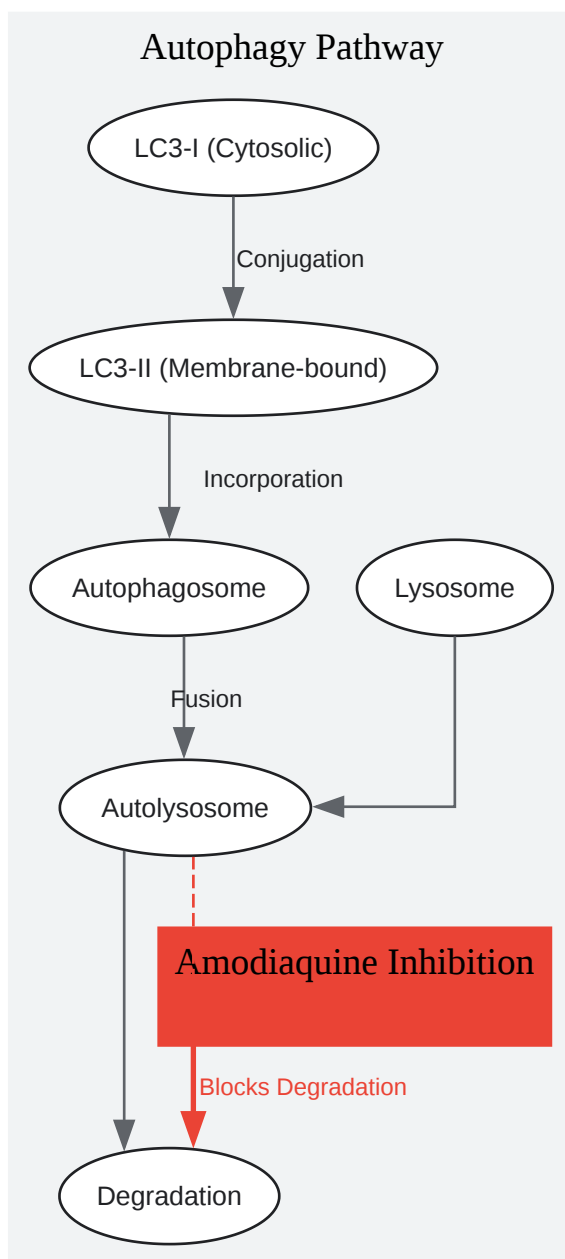 Autophagy Pathway
LC3-I (Cytosolic)
Conjugation
LC3-II (Membrane-bound)
Incorporation
Autophagosome
Lysosome
Fusion
Autolysosome
Amodiaquine Inhibition
Blocks Degradation
Degradation